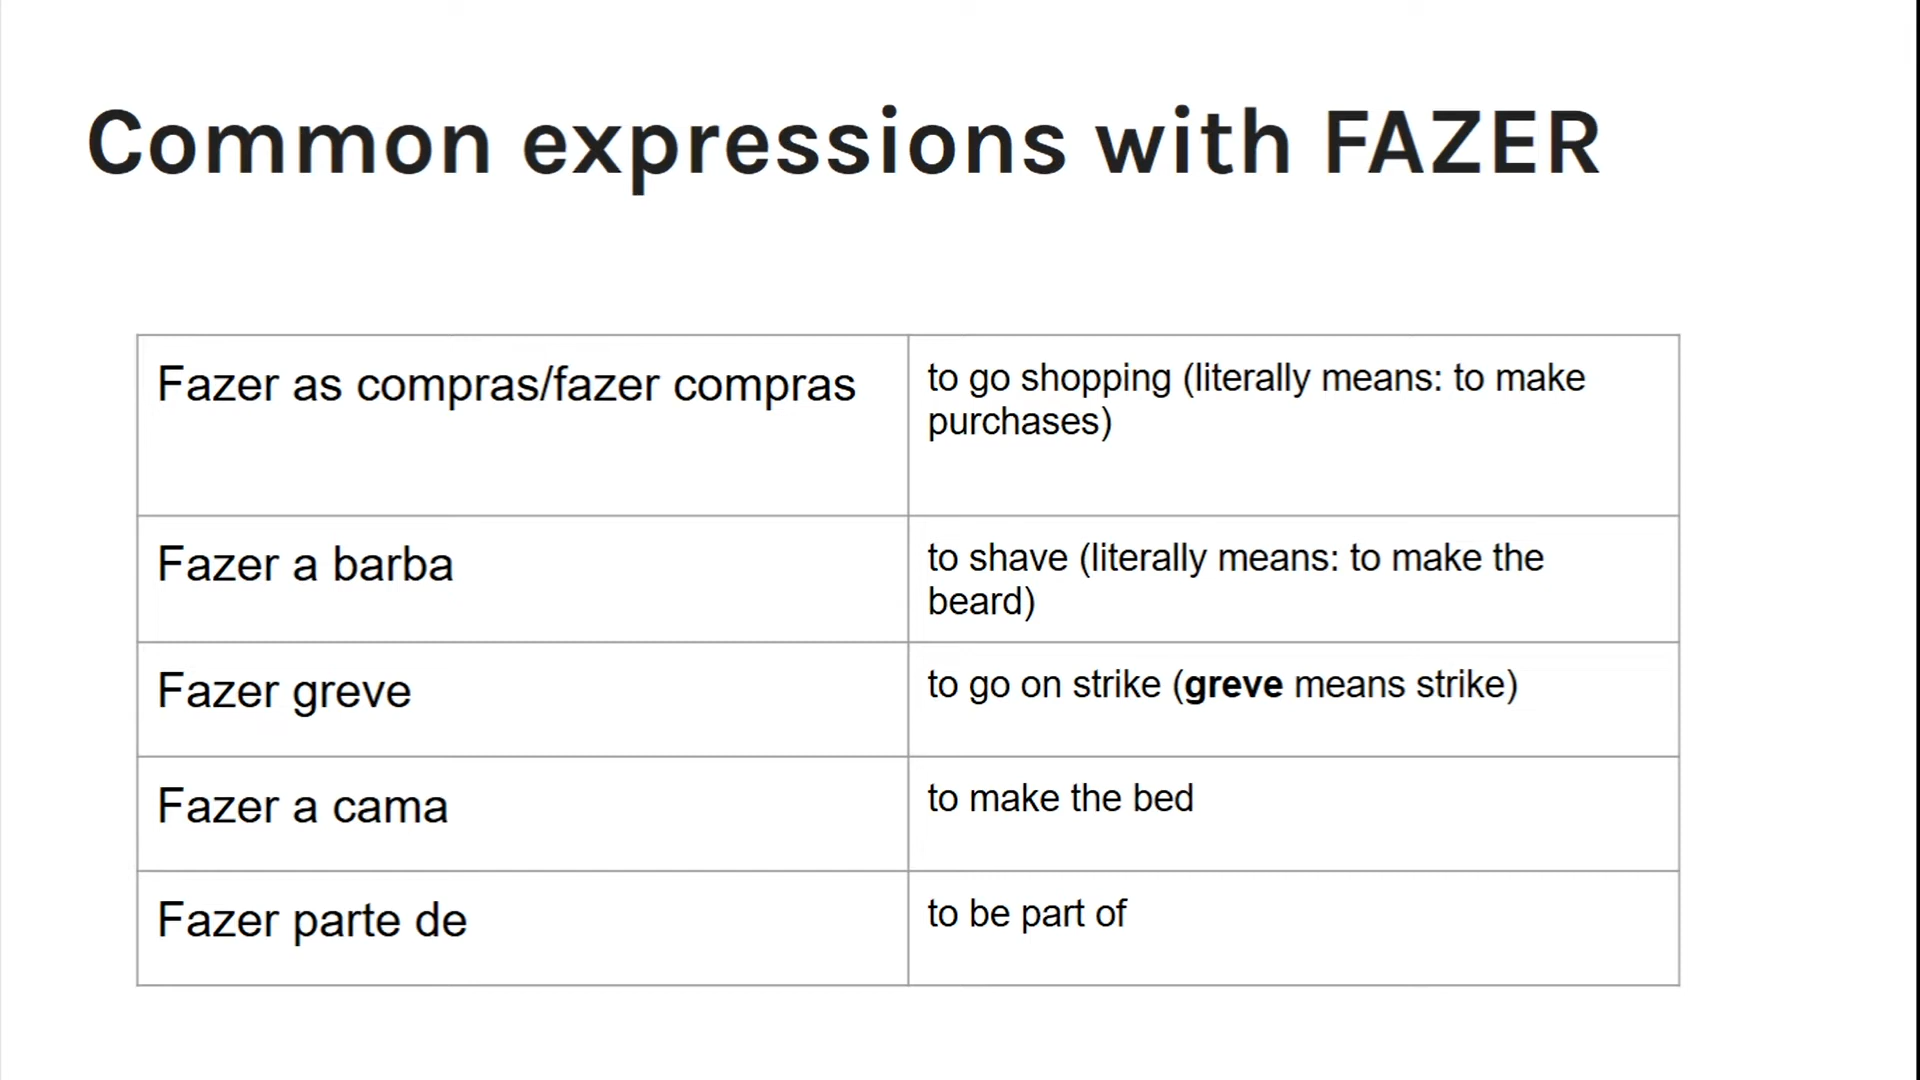 Common expressions with FAZER
Fazer as compras/fazer compras
to go shopping (literally means: to make
purchases)
Fazer a barba
to shave (literally means: to make the
beard)
Fazer greve
to go on strike (greve means strike)
Fazer a cama
to make the bed
Fazer parte de
to be part of